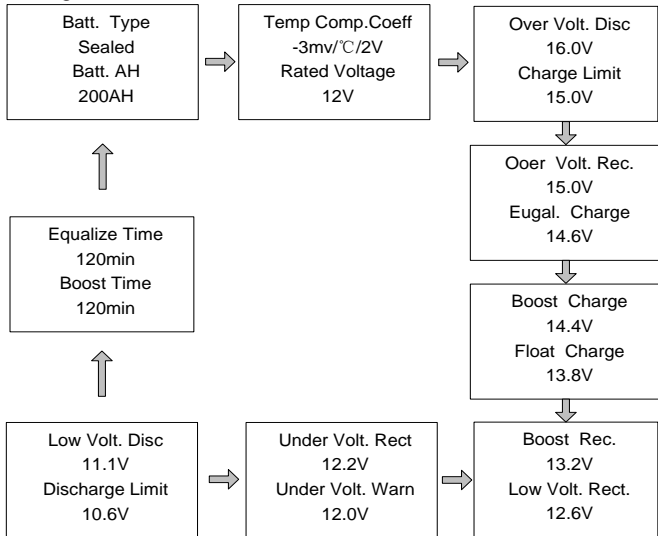 Batt. Type
Sealed
Batt. AH
200AH
Temp Comp.Coeff
-3mv/℃/2V
Rated Voltage
12V
Over Volt. Disc
16.0V
Charge Limit
15.0V
Ooer Volt. Rec.
15.0V
Eugal. Charge
14.6V
Boost Charge
14.4V
Float Charge
13.8V
Boost Rec.
13.2V
Low Volt. Rect.
12.6V
Under Volt. Rect
12.2V
Under Volt. Warn
12.0V
Low Volt. Disc
11.1V
Discharge Limit
10.6V
Equalize Time
120min
Boost Time
120min